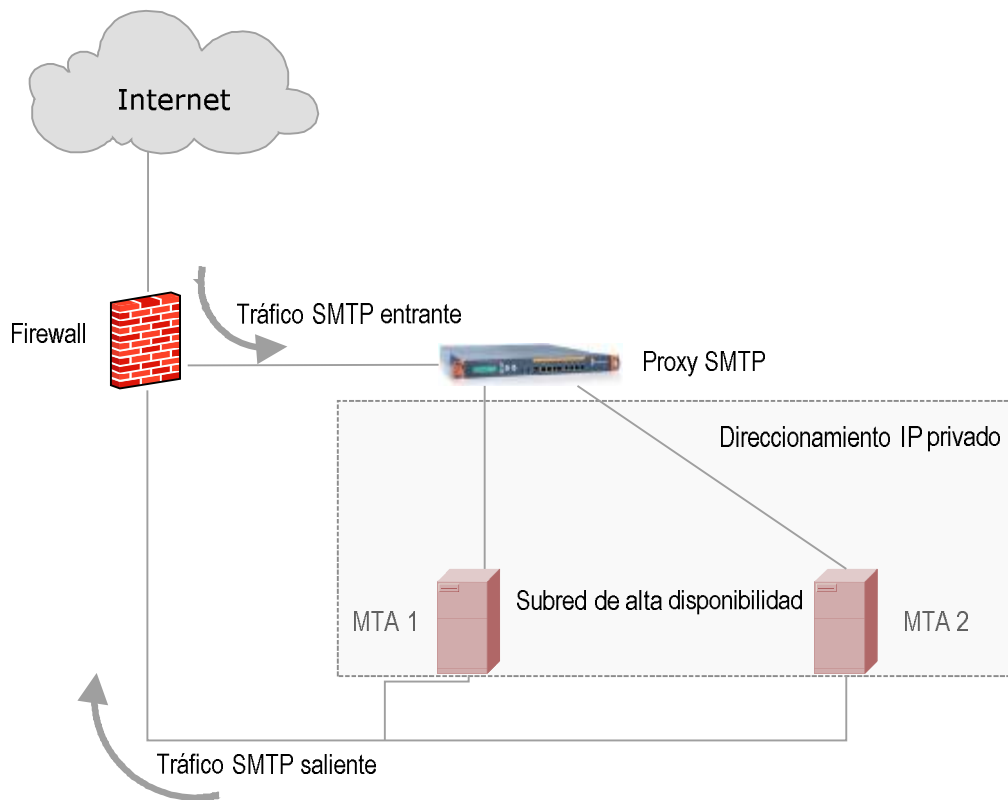 Internet
Tráfico SMTP entrante
Firewall
Proxy SMTP
Direccionamiento IP privado
Subred de alta disponibilidad
MTA 1
MTA 2
Tráfico SMTP saliente